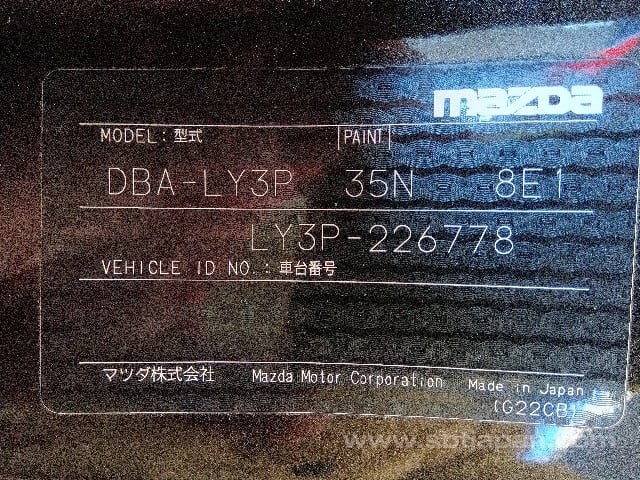 mazda
MODEL : 型式 PAINT
DBA-LY3P 35N 8E1
LY3P-226778
VEHICLE ID NO. : 車台番号
マツダ株式会社 Mazda Motor Corporation Made in Japan
(G22CB)